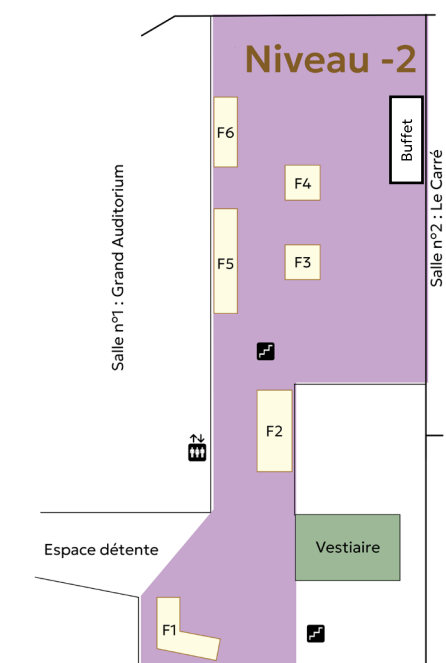 Niveau -2
F6
Buffet
F4
Salle n°1 : Grand Auditorium
Salle n°2 : Le Carré
F5
F3
F2
Espace détente
Vestiaire
F1